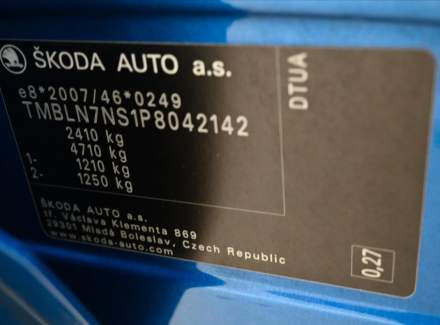 ŠKODA AUTO a.s.
e8*2007/46*0249
TMBLN7NS1P8042142
2410 kg
4710 kg
1- 1210 kg
2- 1250 kg
DTUA
ŠKODA AUTO a.s.
tř. Václava Klementa 869
29301 Mladá Boleslav, Czech Republic
www.skoda-auto.com
0,27